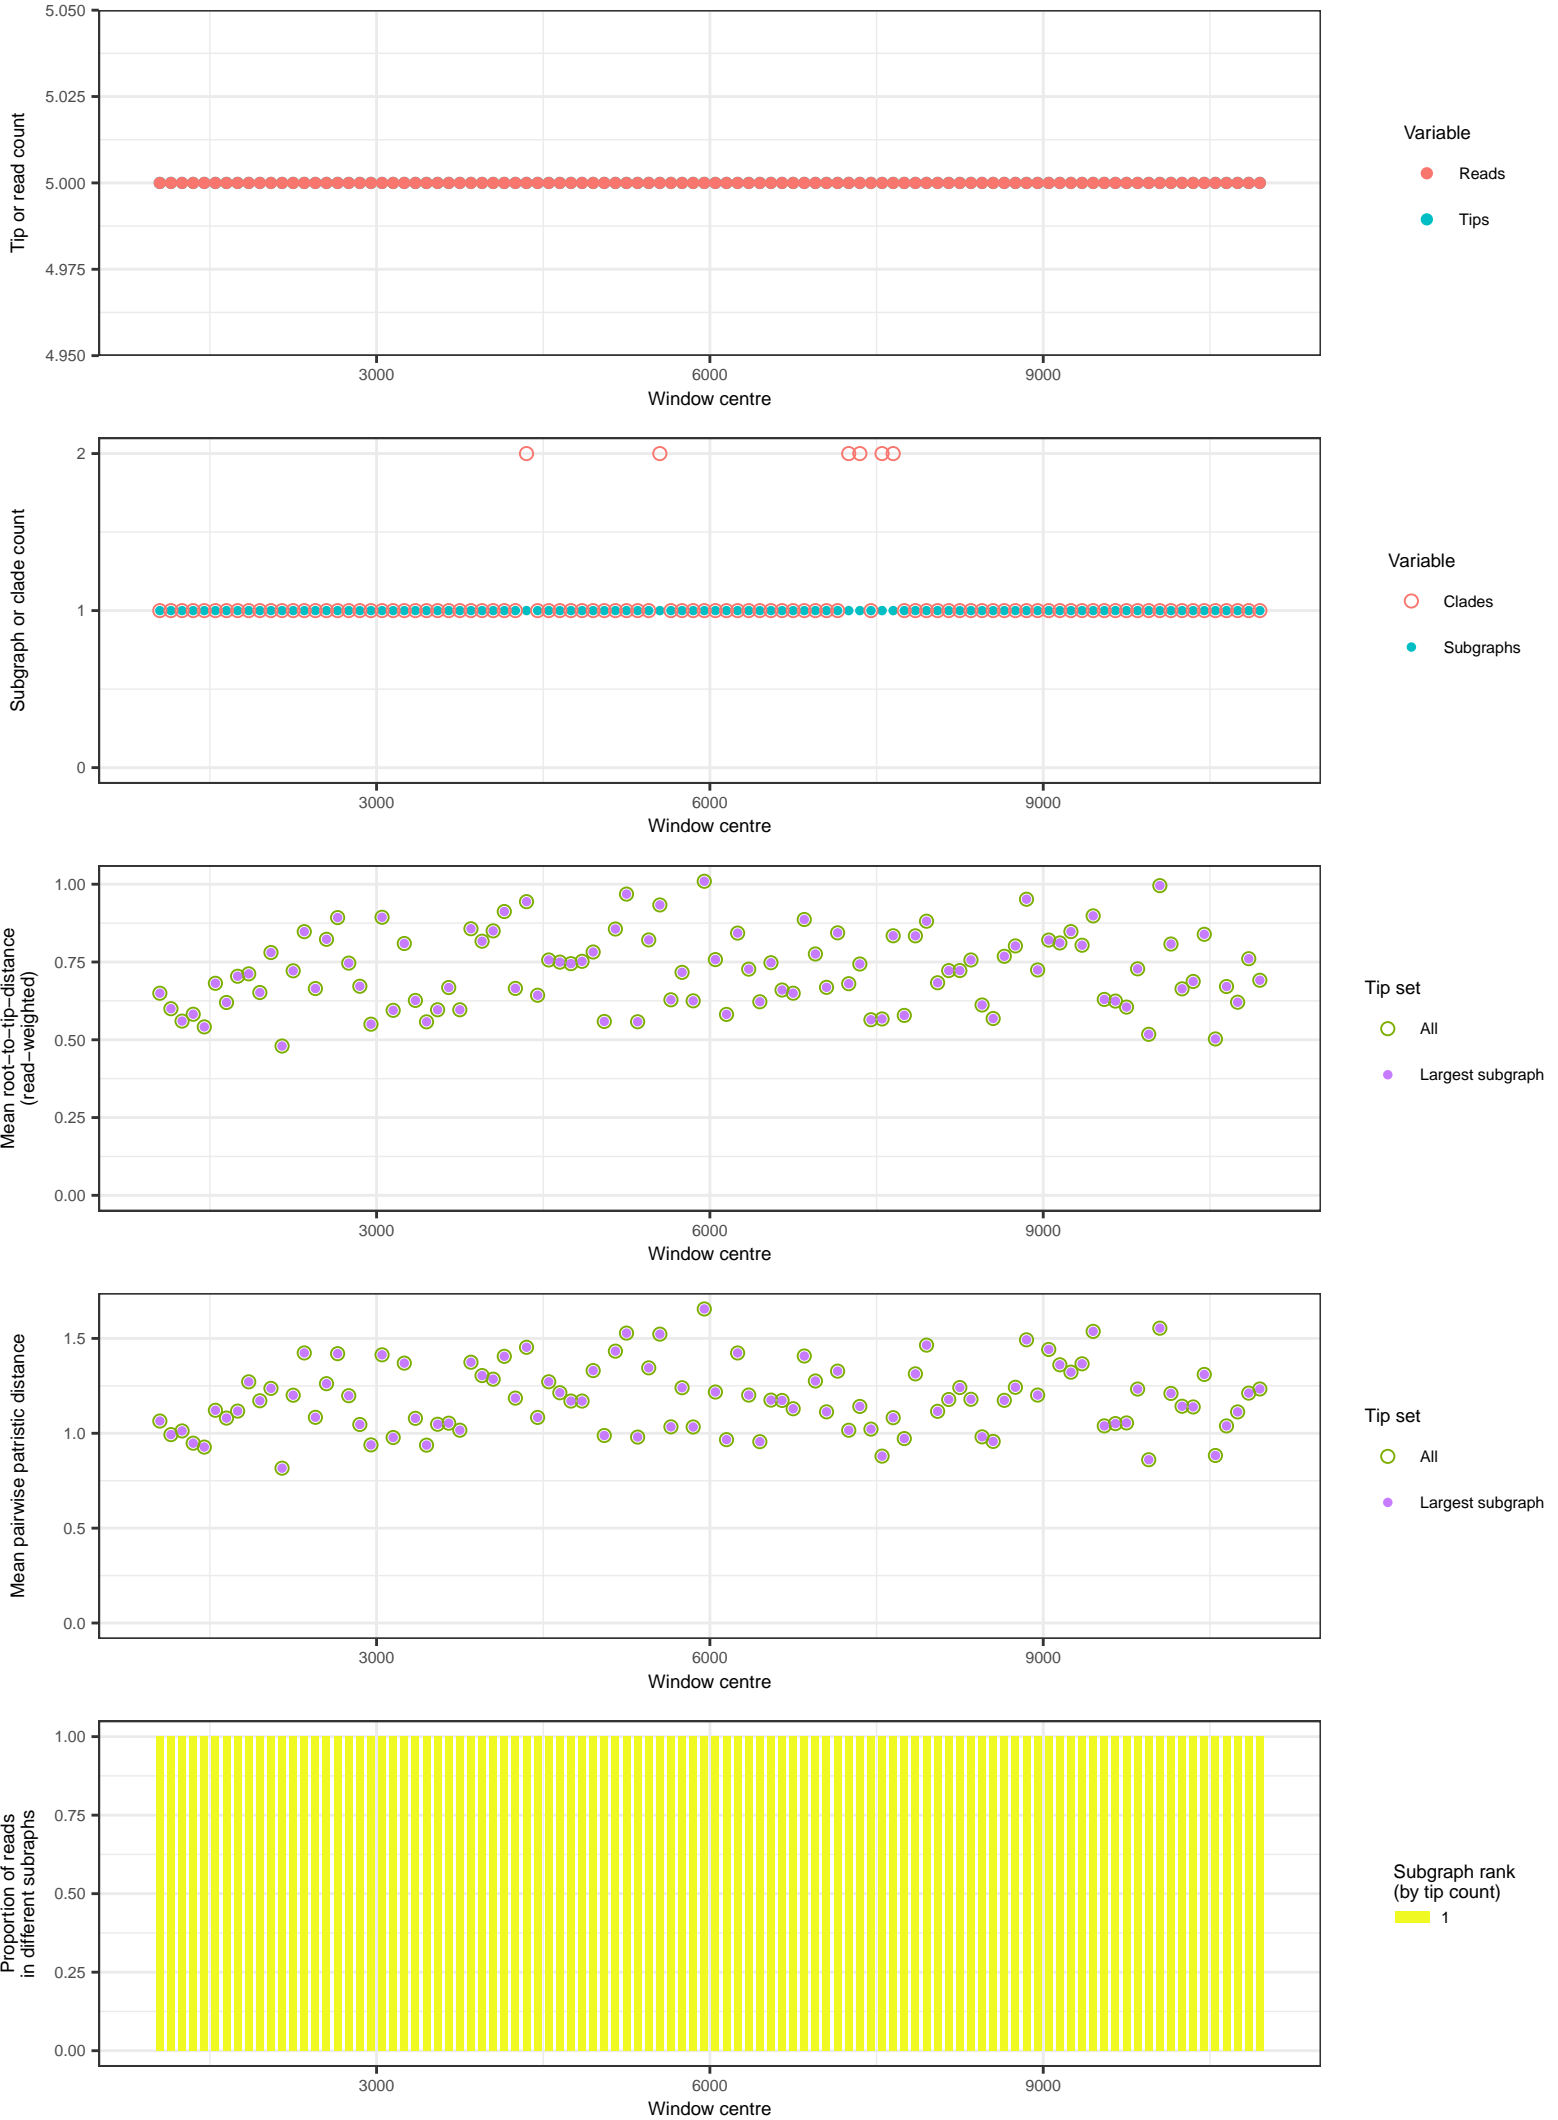 5.050
5.025
5.000
4.975
4.950
Tip or read count
3000 6000 9000
Window centre
Variable
Reads
Tips
2
1
0
Subgraph or clade count
3000 6000 9000
Window centre
Variable
Clades
Subgraphs
1.00
0.75
0.50
0.25
0.00
Mean root−to−tip−distance
(read−weighted)
3000 6000 9000
Window centre
Tip set
All
Largest subgraph
1.5
1.0
0.5
0.0
Mean pairwise patristic distance
3000 6000 9000
Window centre
Tip set
All
Largest subgraph
1.00
0.75
0.50
0.25
0.00
Proportion of reads
in different subraphs
3000 6000 9000
Window centre
Subgraph rank
(by tip count)
1